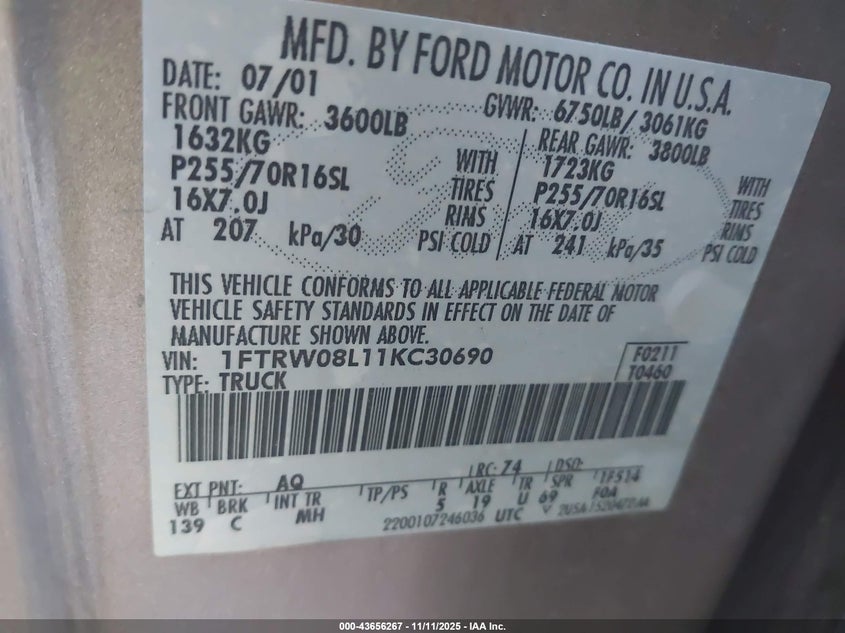 MFD. BY FORD MOTOR CO. IN U.S.A.
DATE: 07/01 GVWR: 6750LB/ 3061KG
FRONT GAWR: 3600LB REAR GAWR: 3800LB
1632KG WITH 1723KG WITH
P255/70R16SL TIRES P255/70R16SL TIRES
16X7.0J RIMS 16X7.0J RIMS
AT 207 kPa/30 PSI COLD AT 241 kPa/35 PSI COLD
THIS VEHICLE CONFORMS TO ALL APPLICABLE FEDERAL MOTOR
VEHICLE SAFETY STANDARDS IN EFFECT ON THE DATE OF
MANUFACTURE SHOWN ABOVE.
VIN: 1FTRW08L11KC30690 F0211
TYPE: TRUCK T0460
EXT PNT: AQ RC: 74 DSO: 1F514
WB BRK INT TR TP/PS R AXLE TR SPR
139 C MH 5 19 U 69 FOA
2200107246036 UTC
000-43656267 - 11/11/2025 - IAA Inc.